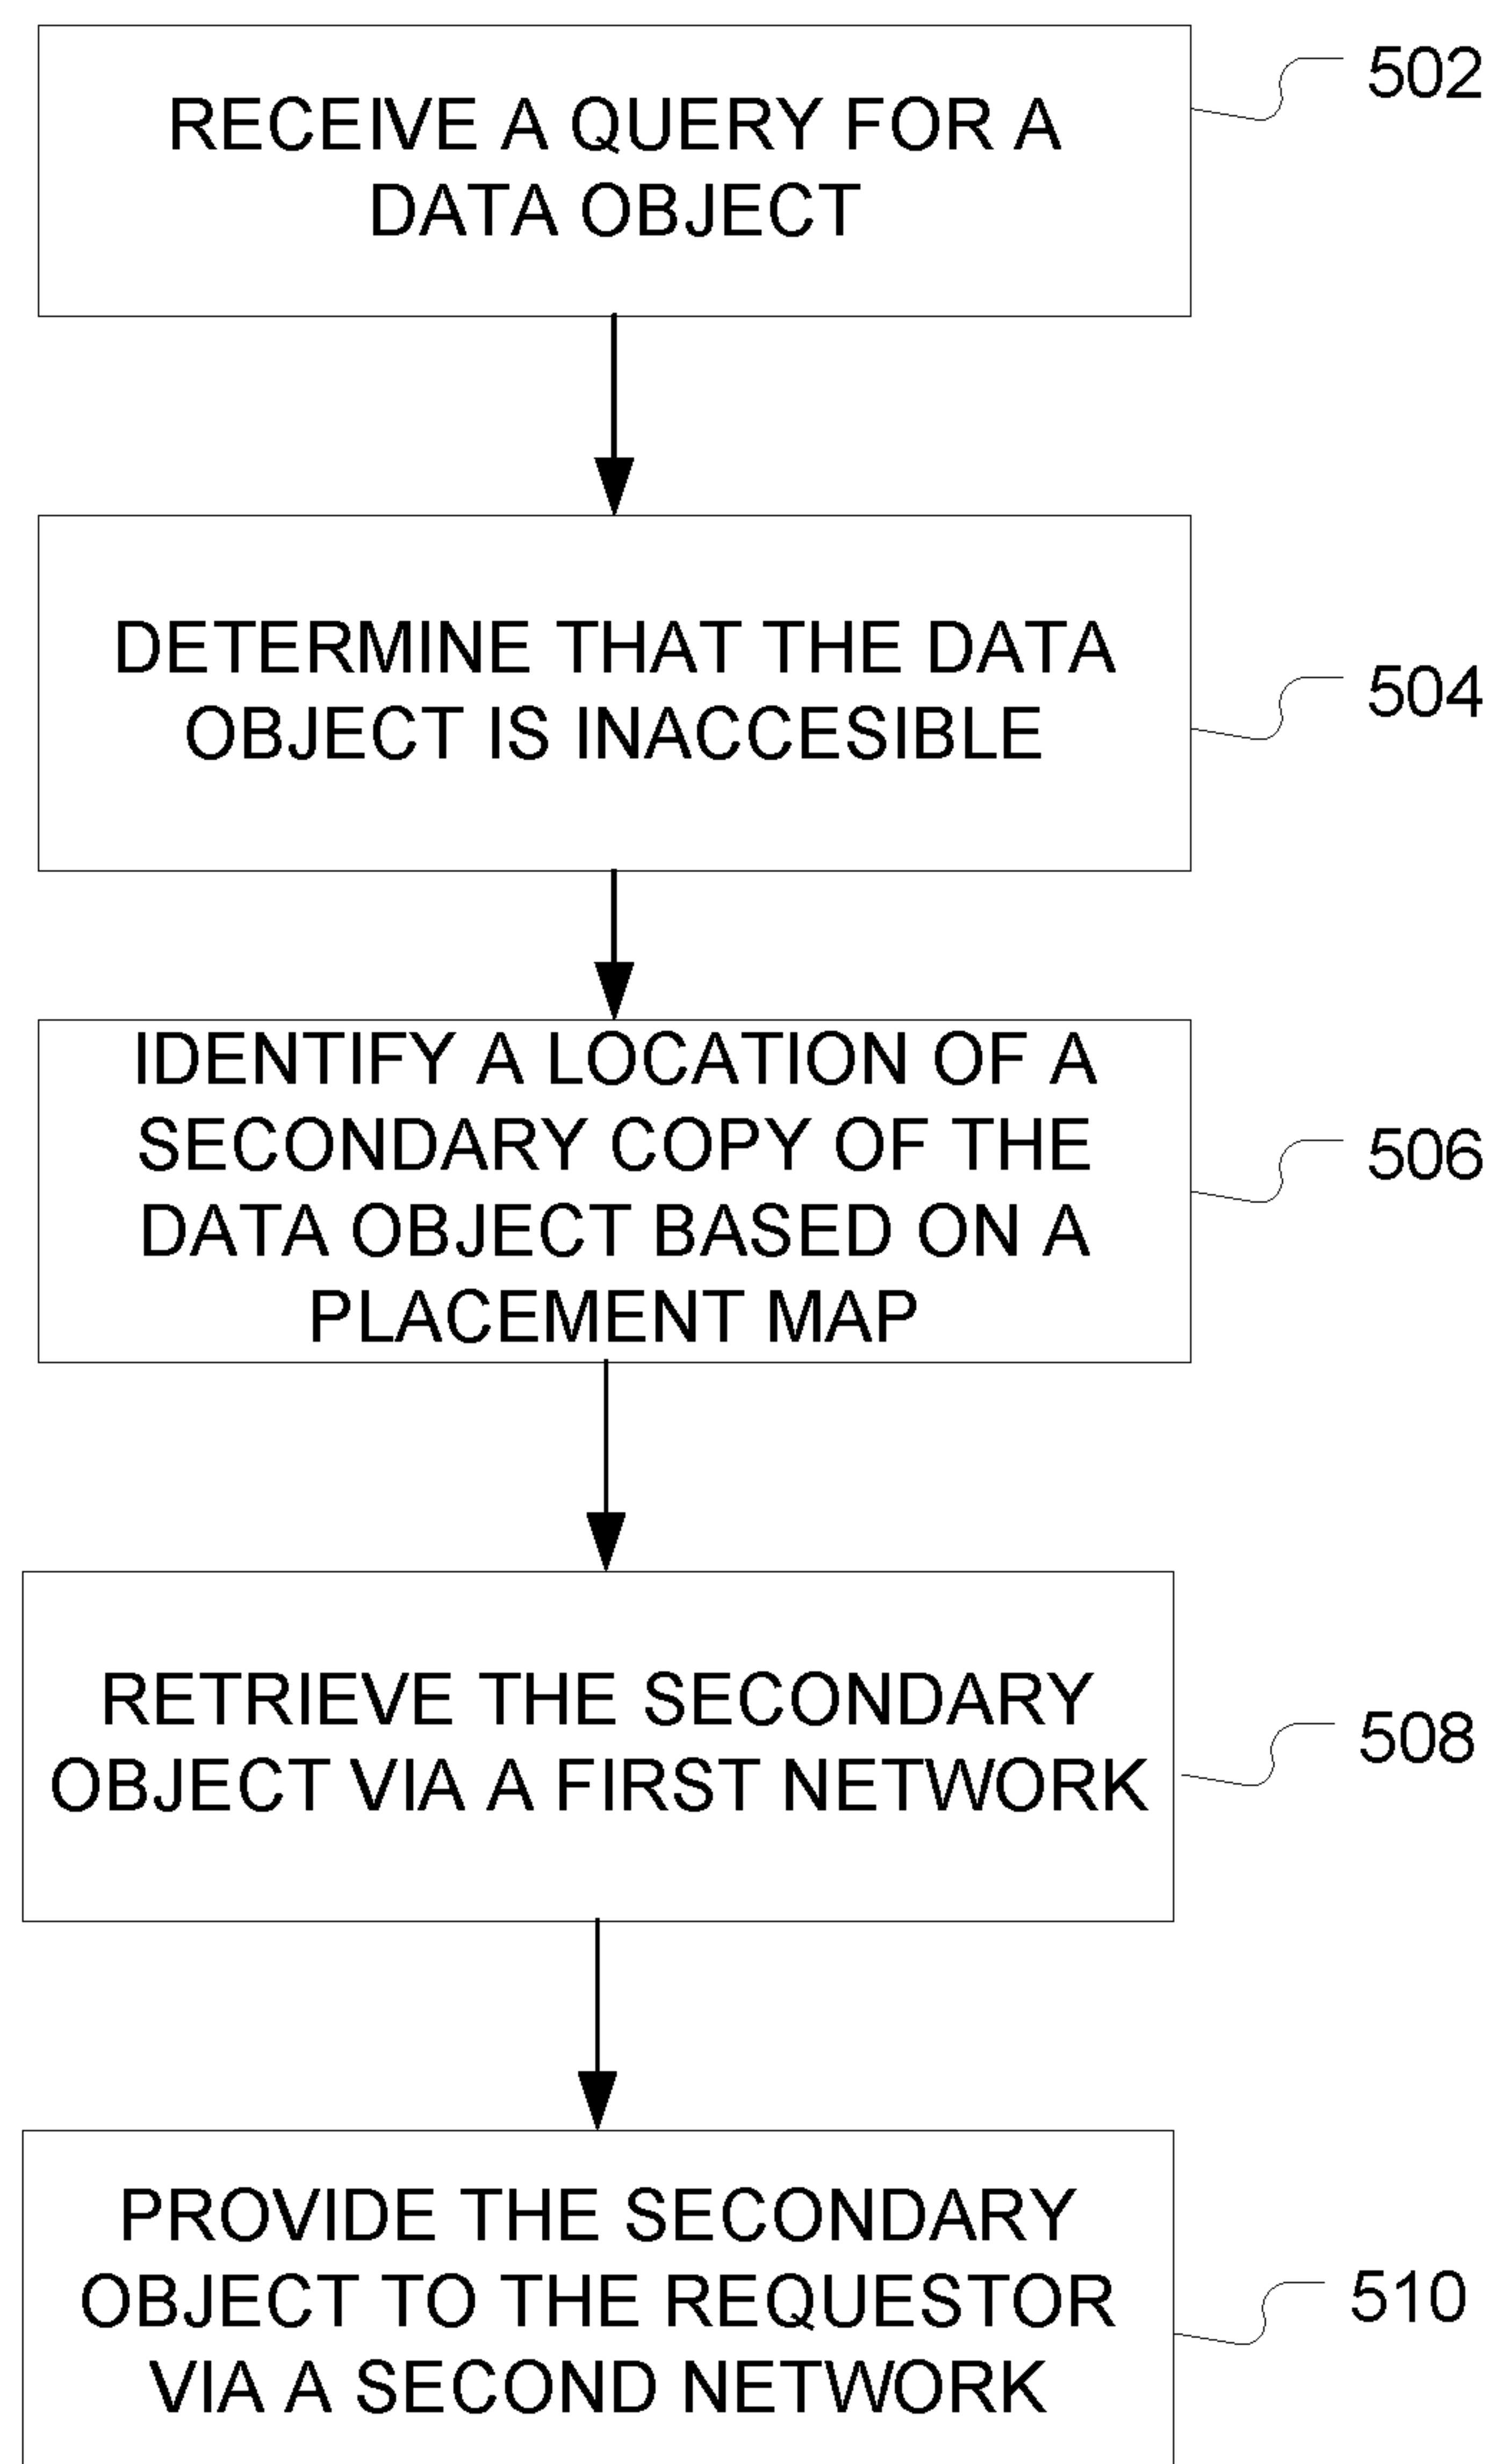 RECEIVE A QUERY FOR A
DATA OBJECT
502
DETERMINE THAT THE DATA
OBJECT IS INACCESIBLE
504
IDENTIFY A LOCATION OF A
SECONDARY COPY OF THE
DATA OBJECT BASED ON A
PLACEMENT MAP
506
RETRIEVE THE SECONDARY
OBJECT VIA A FIRST NETWORK
508
PROVIDE THE SECONDARY
OBJECT TO THE REQUESTOR
VIA A SECOND NETWORK
510